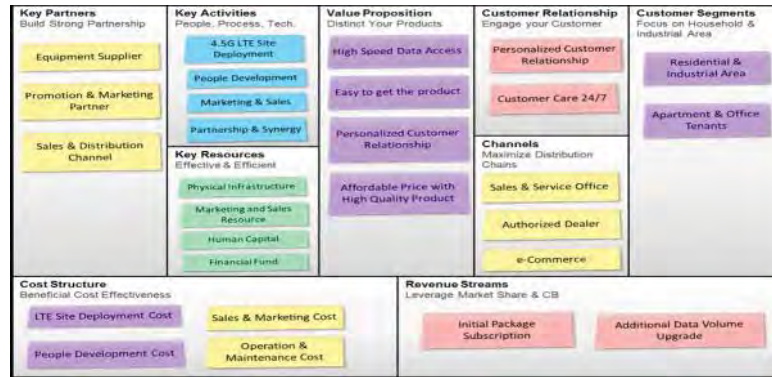 Key Partners
Build Strong Partnership
Equipment Supplier
Promotion & Marketing
Partner
Sales & Distribution
Channel
Key Activities
People, Process, Tech.
4.5G LTE Site
Deployment
People Development
Marketing & Sales
Partnership & Synergy
Key Resources
Effective & Efficient
Physical Infrastructure
Marketing and Sales
Resource
Human Capital
Financial Fund
Value Proposition
Distinct Your Products
High Speed Data Access
Easy to get the product
Personalized Customer
Relationship
Affordable Price with
High Quality Product
Customer Relationship
Engage your Customer
Personalized Customer
Relationship
Customer Care 24/7
Channels
Maximize Distribution
Chains
Sales & Service Office
Authorized Dealer
e-Commerce
Customer Segments
Focus on Household &
Industrial Area
Residential &
Industrial Area
Apartment & Office
Tenants
Cost Structure
Beneficial Cost Effectiveness
LTE Site Deployment Cost
Sales & Marketing Cost
People Development Cost
Operation &
Maintenance Cost
Revenue Streams
Leverage Market Share & CB
Initial Package
Subscription
Additional Data Volume
Upgrade